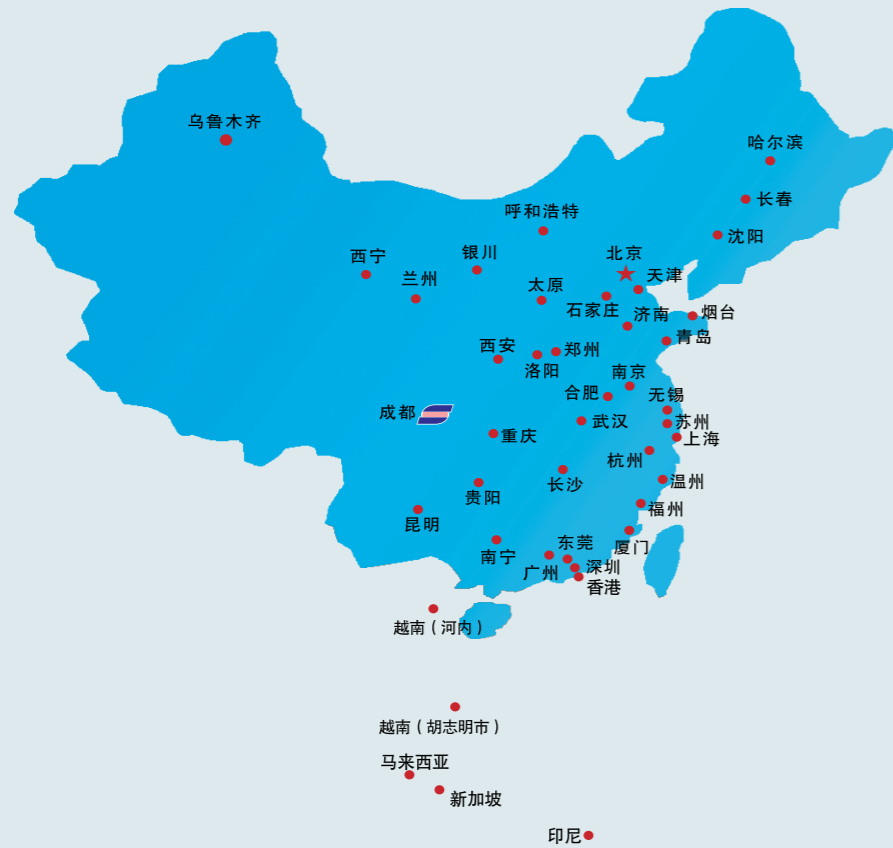 乌鲁木齐
哈尔滨
长春
呼和浩特
沈阳
北京
银川
西宁
天津
兰州
太原
石家庄
烟台
济南
青岛
西安
郑州
洛阳
南京
合肥
无锡
成都
武汉
苏州
重庆
上海
杭州
长沙
温州
贵阳
福州
昆明
东莞
厦门
南宁
深圳
广州
香港
越南（河内）
越南（胡志明市）
马来西亚
新加坡
印尼